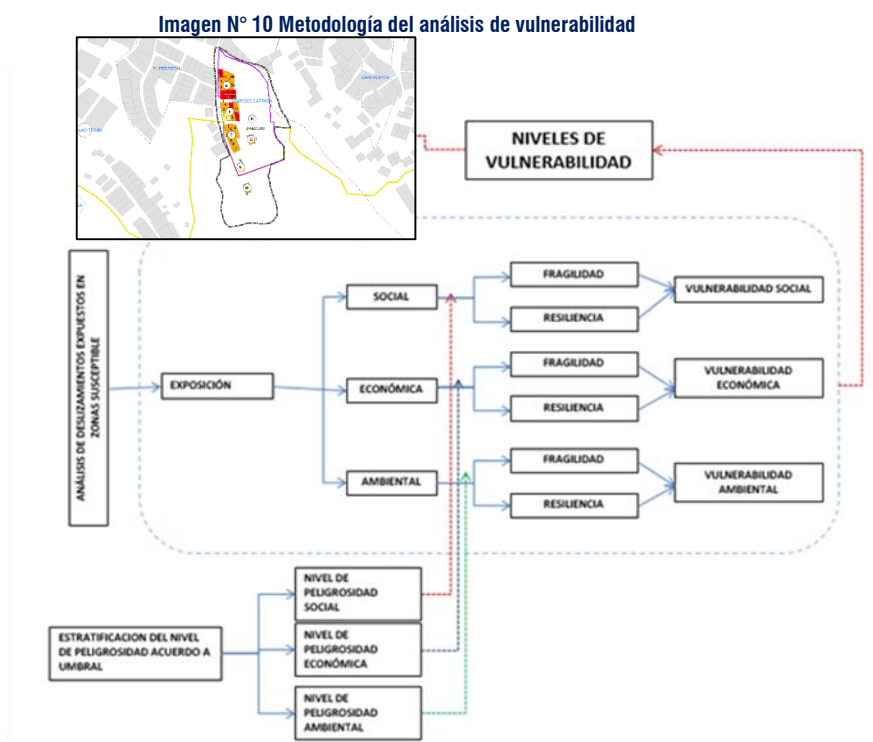 Imagen N° 10 Metodología del análisis de vulnerabilidad
NIVELES DE
VULNERABILIDAD
ANÁLISIS DE DESLIZAMIENTOS EXPUESTOS EN
ZONAS SUSCEPTIBLE
EXPOSICIÓN
SOCIAL
FRAGILIDAD
RESILIENCIA
VULNERABILIDAD SOCIAL
ECONÓMICA
FRAGILIDAD
RESILIENCIA
VULNERABILIDAD
ECONÓMICA
AMBIENTAL
FRAGILIDAD
RESILIENCIA
VULNERABILIDAD
AMBIENTAL
ESTRATIFICACION DEL NIVEL
DE PELIGROSIDAD ACUERDO A
UMBRAL
NIVEL DE
PELIGROSIDAD
SOCIAL
NIVEL DE
PELIGROSIDAD
ECONÓMICA
NIVEL DE
PELIGROSIDAD
AMBIENTAL